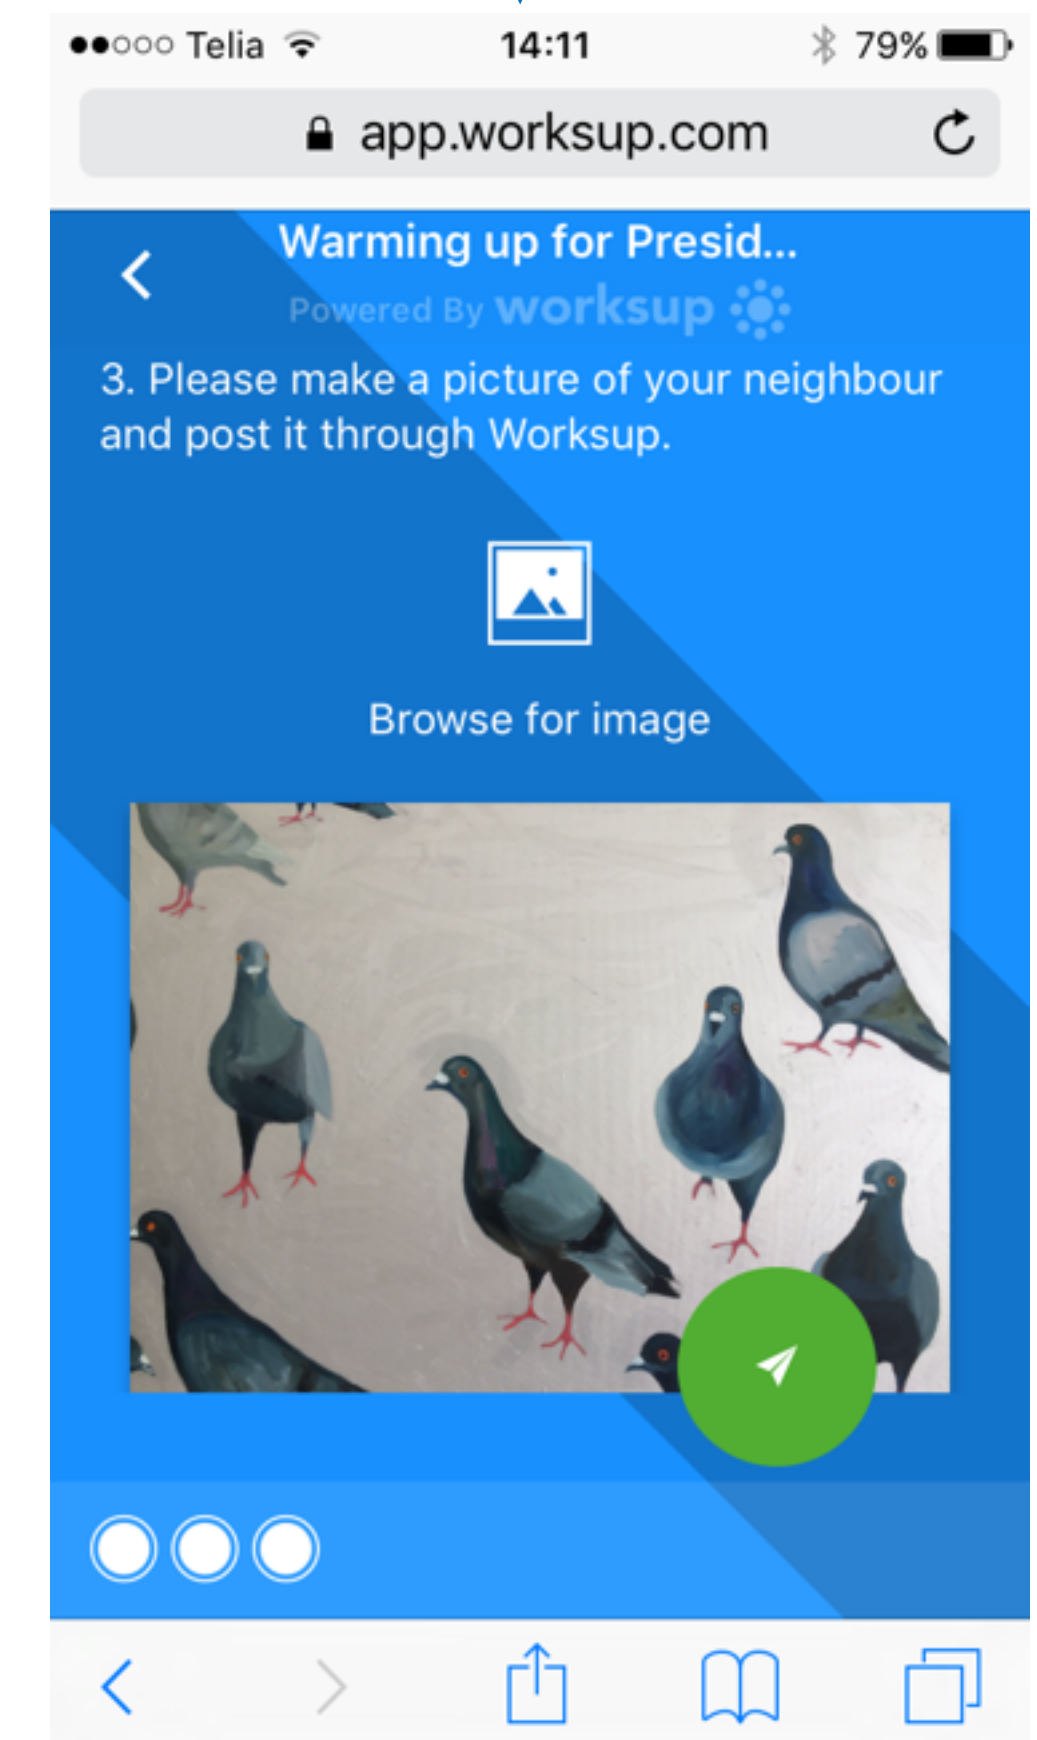 Telia 14:11 79%
app.worksup.com
Warming up for Presid...
Powered By worksup
3. Please make a picture of your neighbour
and post it through Worksup.
Browse for image